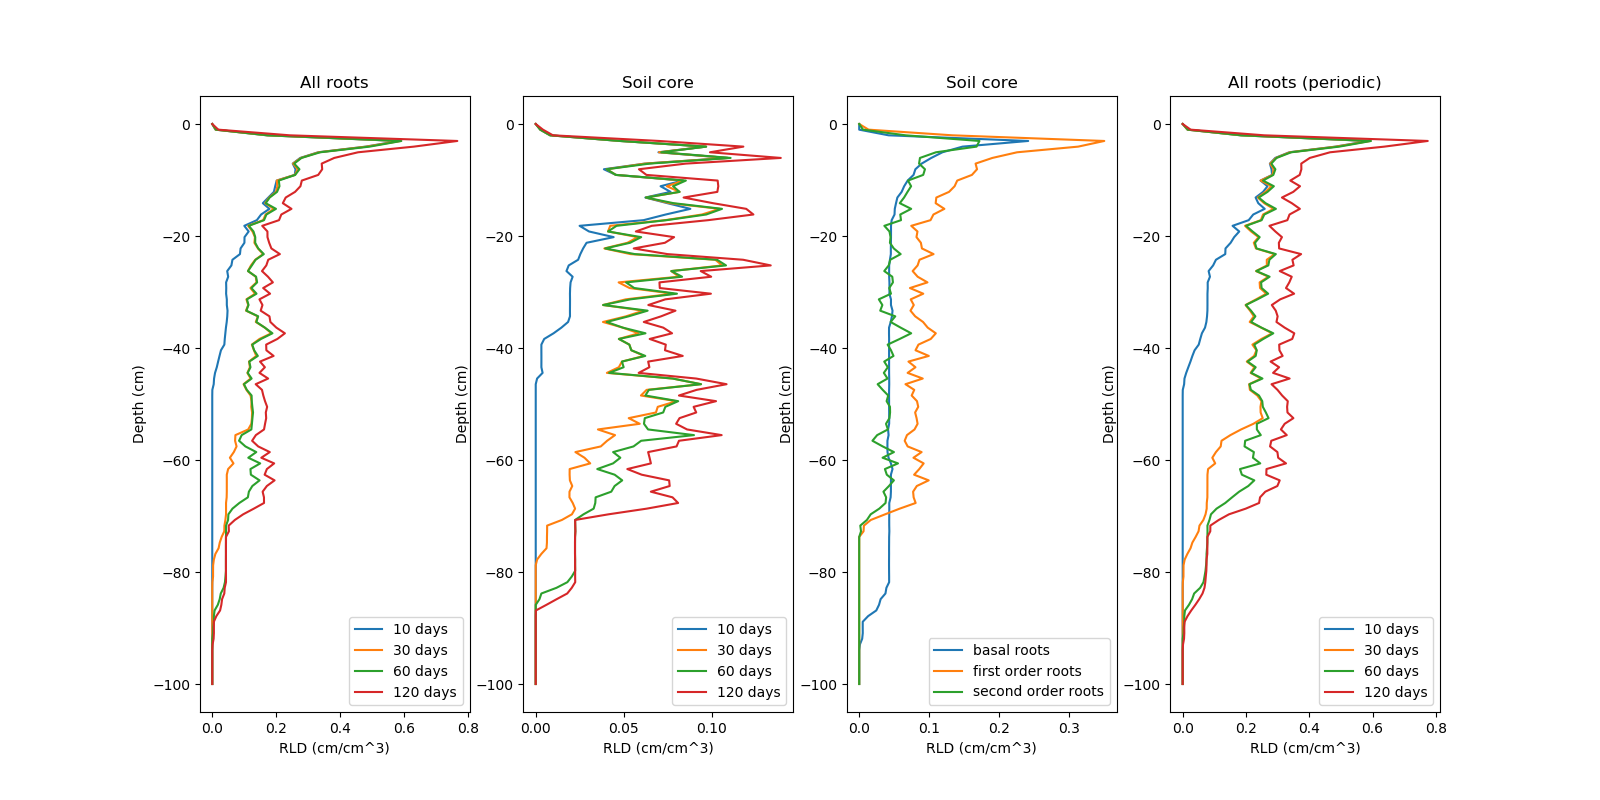 All roots
0
−20
−40
−60
−80
−100
Depth (cm)
0.0 0.2 0.4 0.6 0.8
RLD (cm/cm^3)
10 days
30 days
60 days
120 days
Soil core
0
−20
−40
−60
−80
−100
Depth (cm)
0.00 0.05 0.10
RLD (cm/cm^3)
10 days
30 days
60 days
120 days
Soil core
0
−20
−40
−60
−80
−100
Depth (cm)
0.0 0.1 0.2 0.3
RLD (cm/cm^3)
basal roots
first order roots
second order roots
All roots (periodic)
0
−20
−40
−60
−80
−100
Depth (cm)
0.0 0.2 0.4 0.6 0.8
RLD (cm/cm^3)
10 days
30 days
60 days
120 days